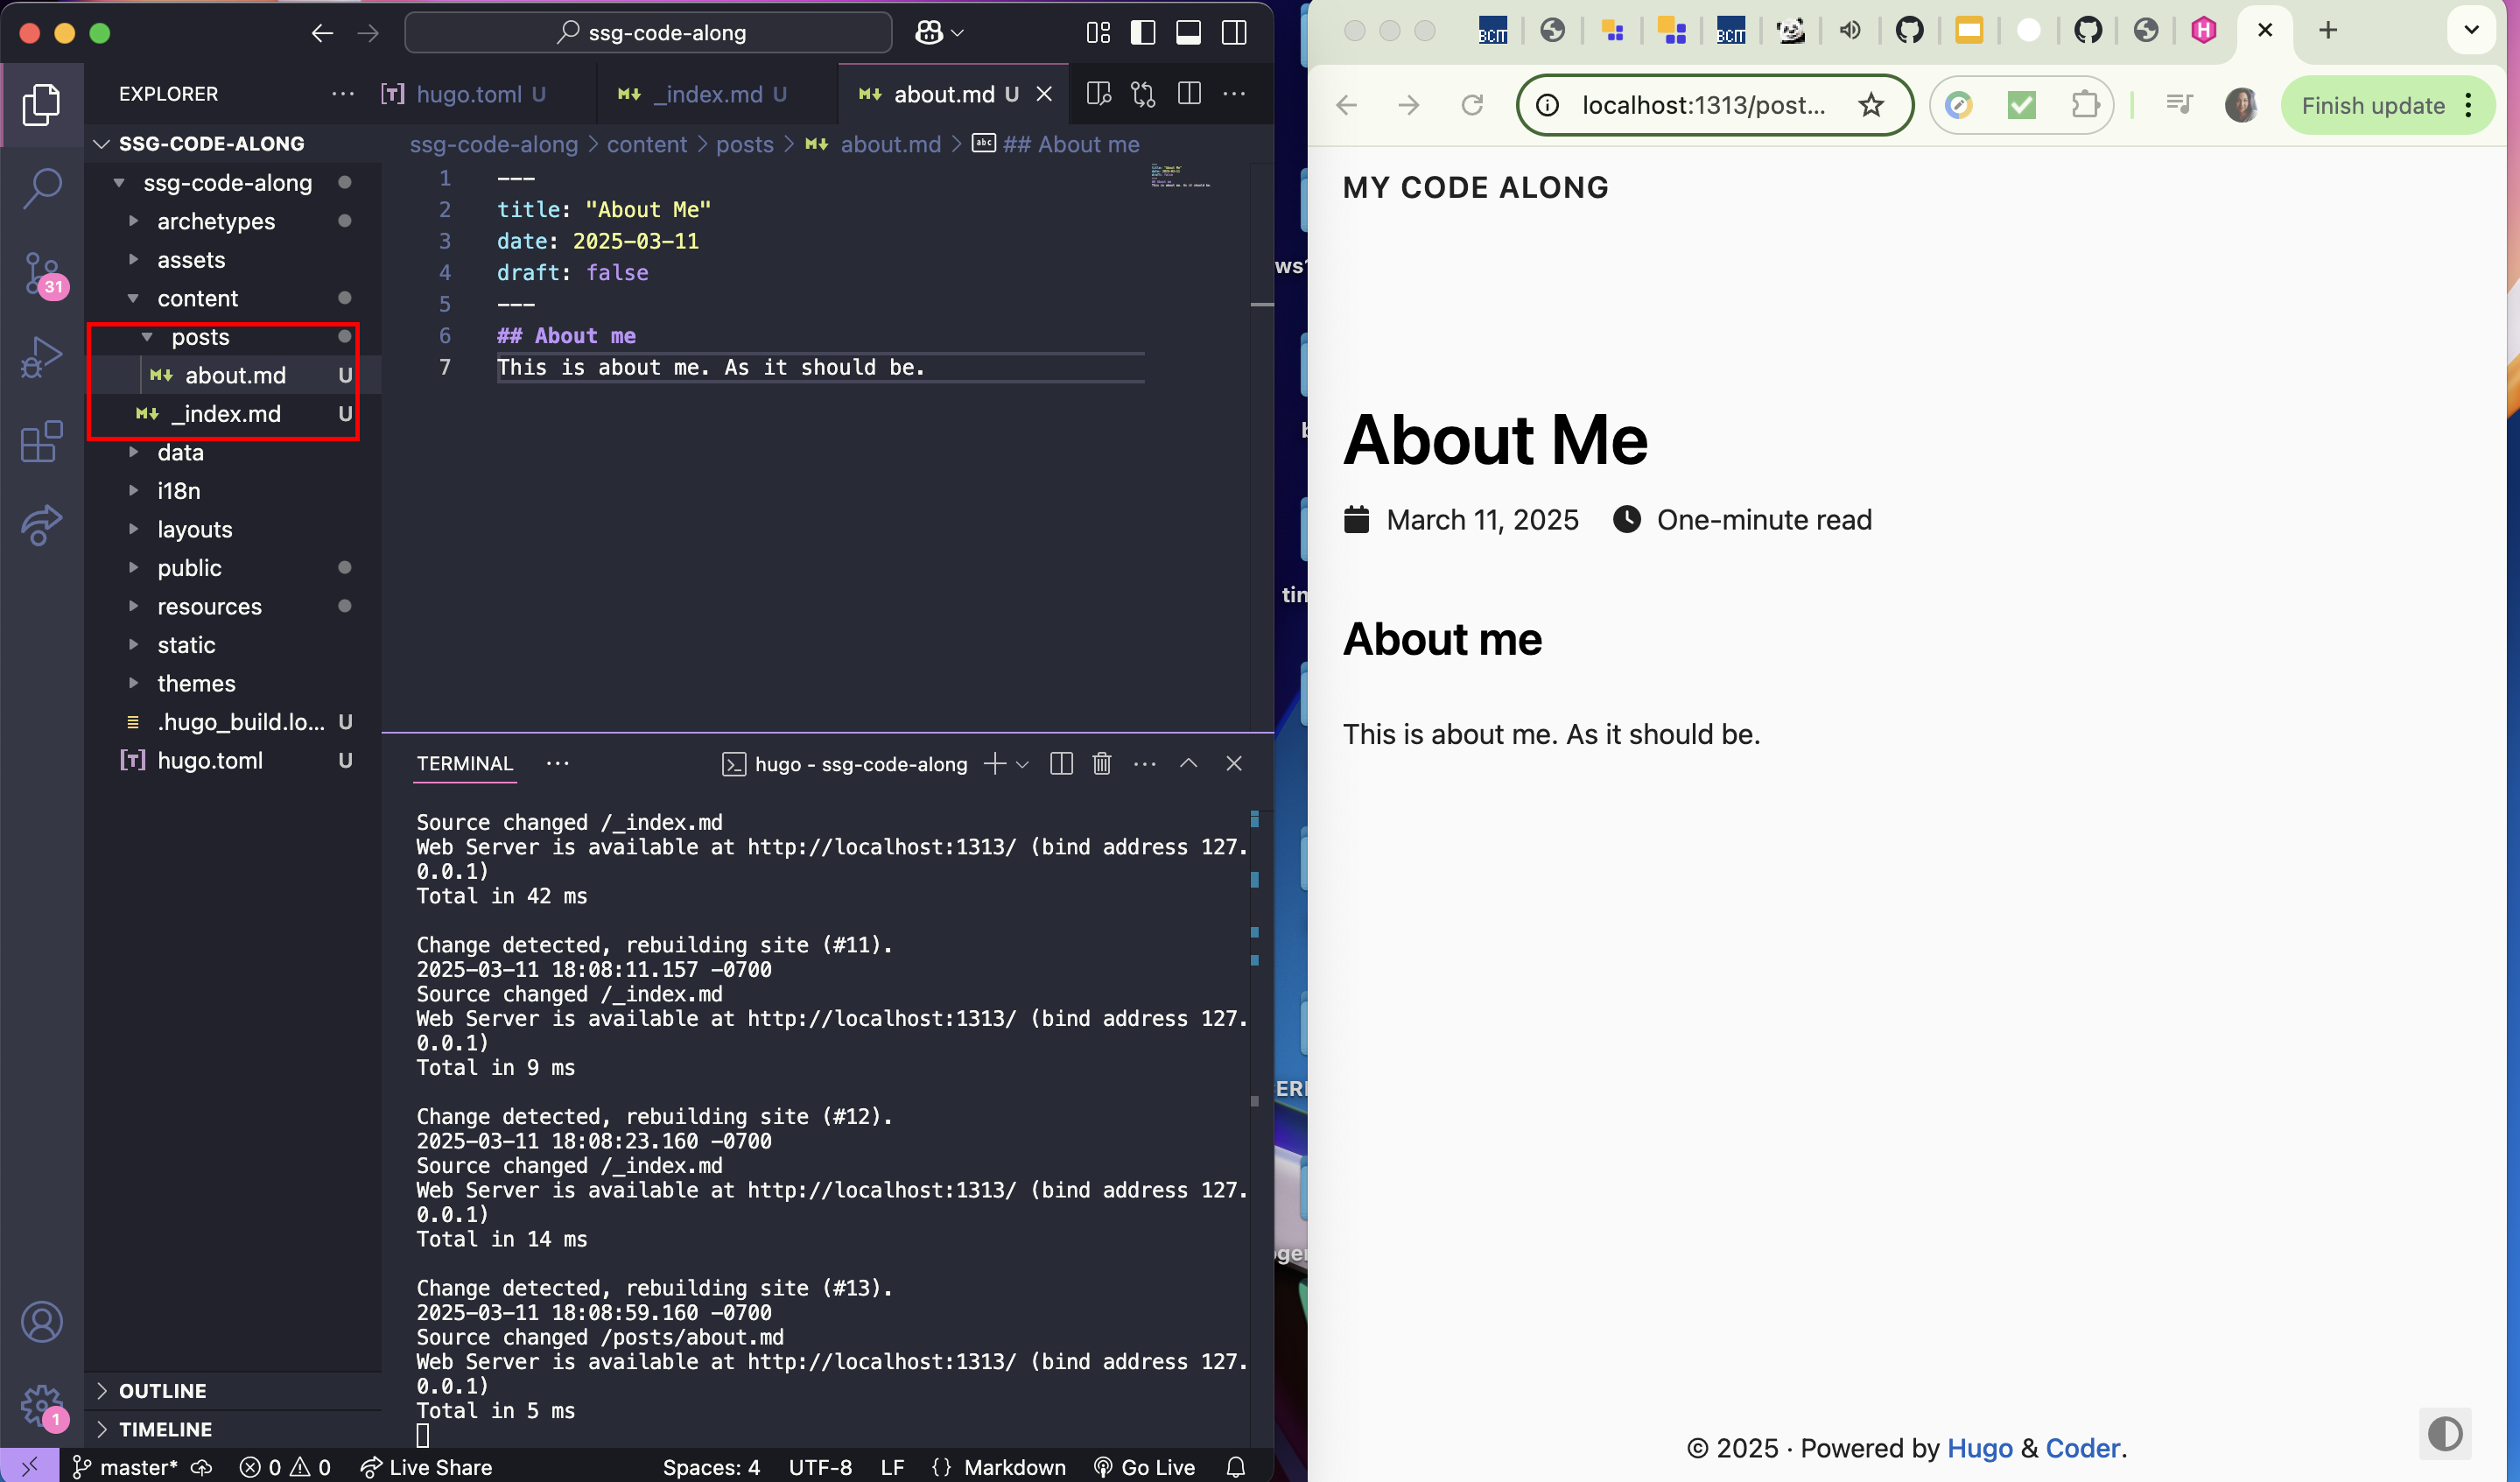 ssg-code-along
EXPLORER
SSG-CODE-ALONG
ssg-code-along
archetypes
assets
content
posts
about.md U
_index.md U
data
i18n
layouts
public
resources
static
themes
.hugo_build.lo... U
hugo.toml U
OUTLINE
TIMELINE
31
1
hugo.toml U
_index.md U
about.md U
ssg-code-along > content > posts > about.md > ## About me
1 ---
2 title: "About Me"
3 date: 2025-03-11
4 draft: false
5 ---
6 ## About me
7 This is about me. As it should be.
TERMINAL
hugo - ssg-code-along
Source changed /_index.md
Web Server is available at http://localhost:1313/ (bind address 127.
0.0.1)
Total in 42 ms
Change detected, rebuilding site (#11).
2025-03-11 18:08:11.157 -0700
Source changed /_index.md
Web Server is available at http://localhost:1313/ (bind address 127.
0.0.1)
Total in 9 ms
Change detected, rebuilding site (#12).
2025-03-11 18:08:23.160 -0700
Source changed /_index.md
Web Server is available at http://localhost:1313/ (bind address 127.
0.0.1)
Total in 14 ms
Change detected, rebuilding site (#13).
2025-03-11 18:08:59.160 -0700
Source changed /posts/about.md
Web Server is available at http://localhost:1313/ (bind address 127.
0.0.1)
Total in 5 ms
master* 0 0 Live Share Spaces: 4 UTF-8 LF {} Markdown Go Live
BCIT
BCIT
localhost:1313/post...
Finish update
MY CODE ALONG
About Me
March 11, 2025 One-minute read
About me
This is about me. As it should be.
© 2025 · Powered by Hugo & Coder.